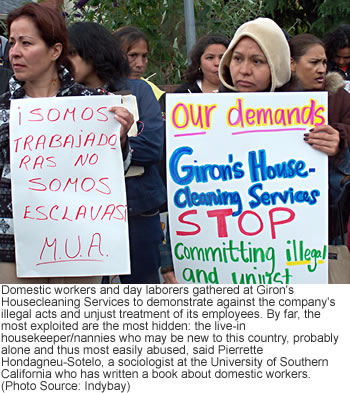 ¡SOMOS
TRABAJADO
RAS NO
SOMOS
ESCLAVAS!
M.U.A.
OUR demands
Giron's House-
Cleaning Services
STOP
committing illegal
and unjust
Domestic workers and day laborers gathered at Giron's
Housecleaning Services to demonstrate against the company's
illegal acts and unjust treatment of its employees. By far, the
most exploited are the most hidden: the live-in
housekeeper/nannies who may be new to this country, probably
alone and thus most easily abused, said Pierrette
Hondagneu-Sotelo, a sociologist at the University of Southern
California who has written a book about domestic workers.
(Photo Source: Indybay)